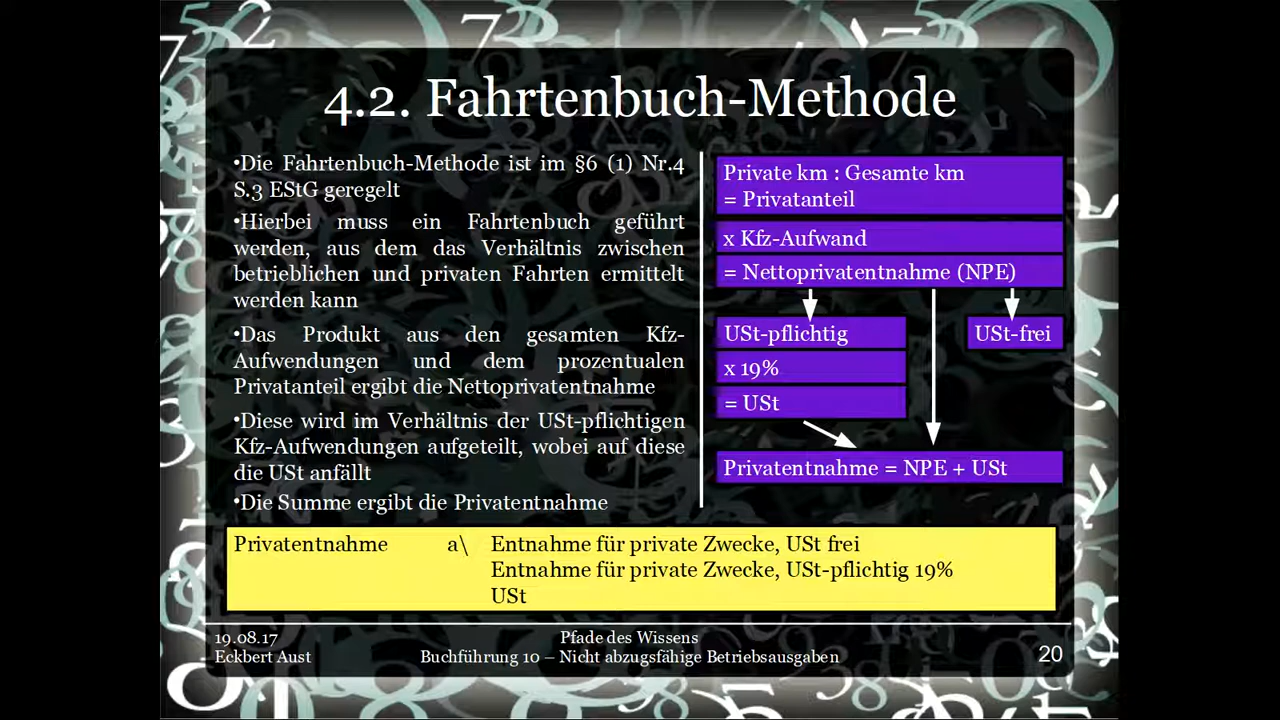 4.2. Fahrtenbuch-Methode
•Die Fahrtenbuch-Methode ist im §6 (1) Nr.4
S.3 EStG geregelt
•Hierbei muss ein Fahrtenbuch geführt
werden, aus dem das Verhältnis zwischen
betrieblichen und privaten Fahrten ermittelt
werden kann
•Das Produkt aus den gesamten Kfz-
Aufwendungen und dem prozentualen
Privatanteil ergibt die Nettoprivatentnahme
•Diese wird im Verhältnis der USt-pflichtigen
Kfz-Aufwendungen aufgeteilt, wobei auf diese
die USt anfällt
•Die Summe ergibt die Privatentnahme
Private km : Gesamte km
= Privatanteil
x Kfz-Aufwand
= Nettoprivatentnahme (NPE)
USt-pflichtig
USt-frei
x 19%
= USt
Privatentnahme = NPE + USt
Privatentnahme a\ Entnahme für private Zwecke, USt frei
Entnahme für private Zwecke, USt-pflichtig 19%
USt
19.08.17
Eckbert Aust
Pfade des Wissens
Buchführung 10 – Nicht abzugsfähige Betriebsausgaben
20